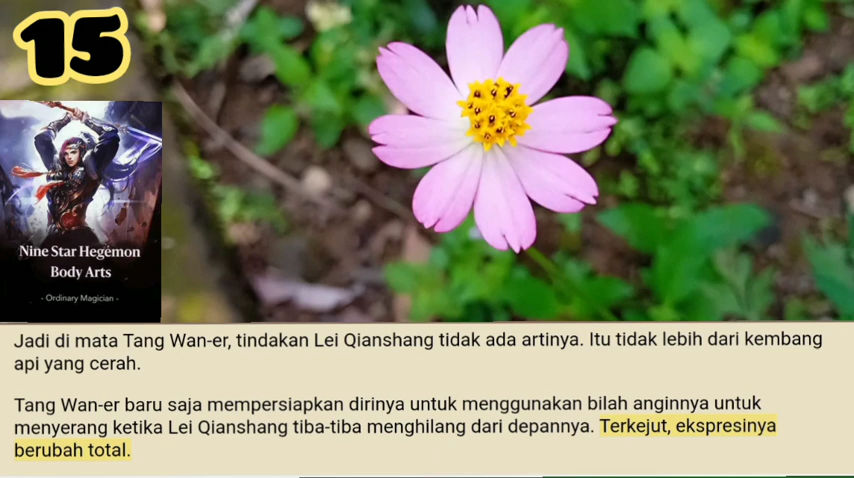 15
Nine Star Hegemon
Body Arts
- Ordinary Magician -
Jadi di mata Tang Wan-er, tindakan Lei Qianshang tidak ada artinya. Itu tidak lebih dari kembang
api yang cerah.
Tang Wan-er baru saja mempersiapkan dirinya untuk menggunakan bilah anginnya untuk
menyerang ketika Lei Qianshang tiba-tiba menghilang dari depannya. Terkejut, ekspresinya
berubah total.